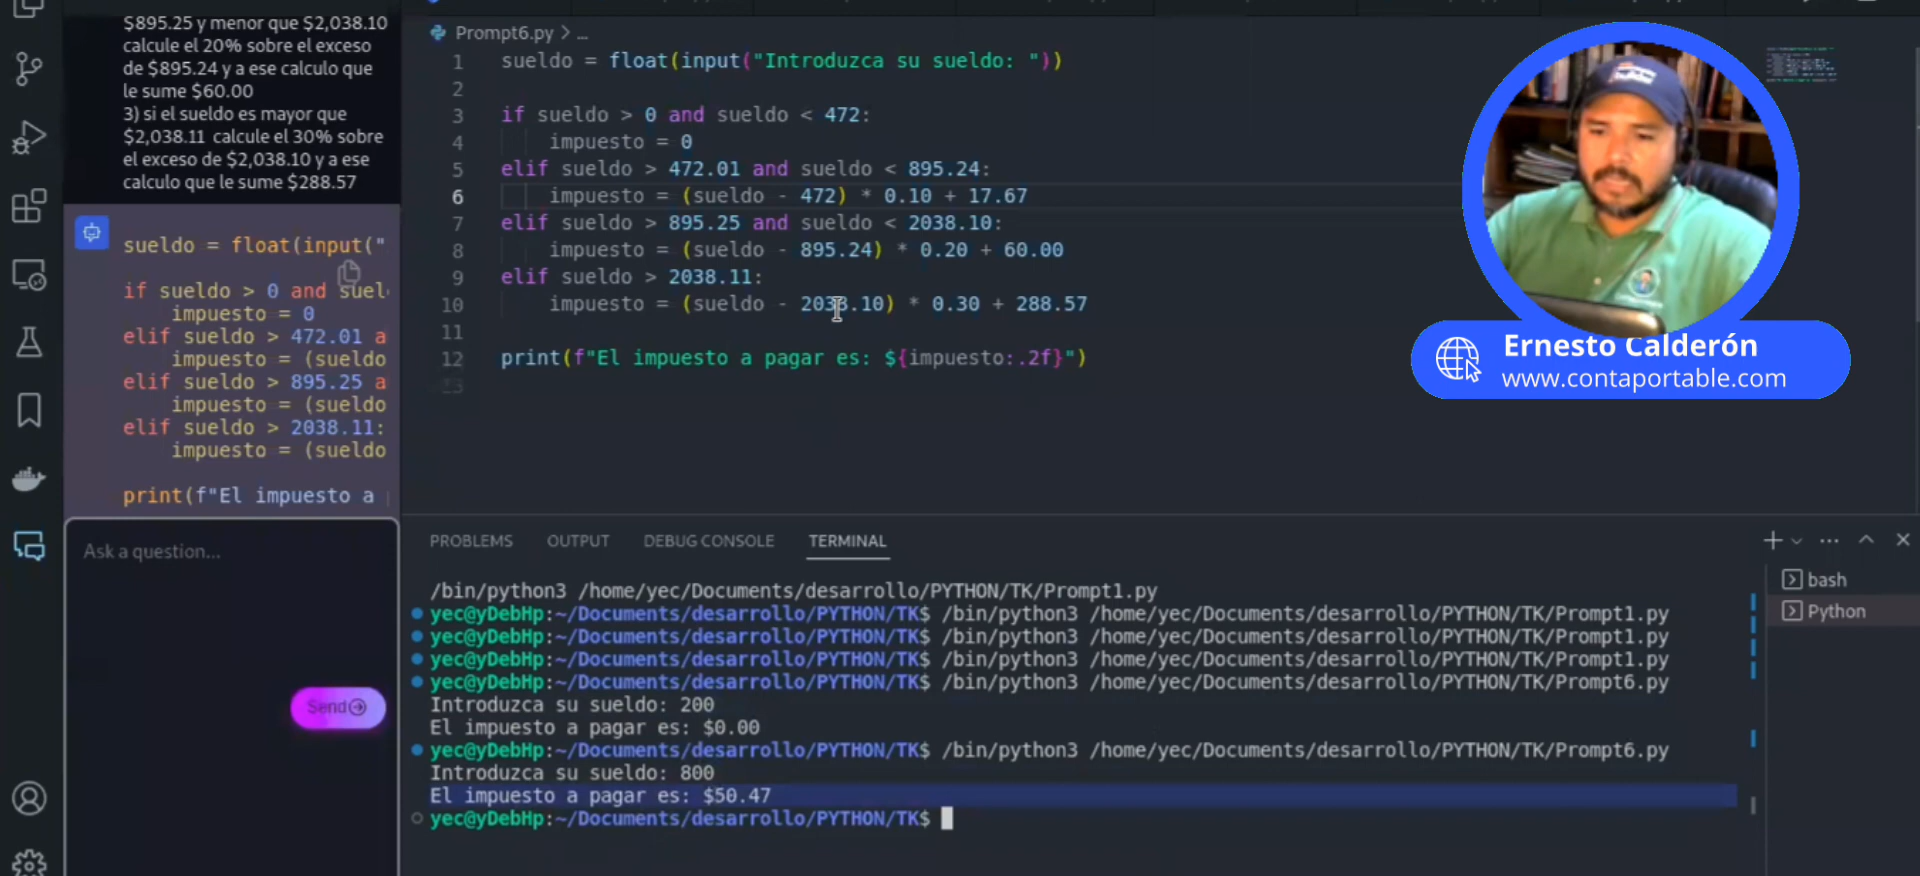 $895.25 y menor que $2,038.10
calcule el 20% sobre el exceso
de $895.24 y a ese calculo que
le sume $60.00
3) si el sueldo es mayor que
$2,038.11 calcule el 30% sobre
el exceso de $2,038.10 y a ese
calculo que le sume $288.57
sueldo = float(input("
if sueldo > 0 and suel
impuesto = 0
elif sueldo > 472.01 a
impuesto = (sueldo
elif sueldo > 895.25 a
impuesto = (sueldo
elif sueldo > 2038.11:
impuesto = (sueldo
print(f"El impuesto a
Ask a question...
Send
Prompt6.py > ...
1 sueldo = float(input("Introduzca su sueldo: "))
2
3 if sueldo > 0 and sueldo < 472:
4 impuesto = 0
5 elif sueldo > 472.01 and sueldo < 895.24:
6 impuesto = (sueldo - 472) * 0.10 + 17.67
7 elif sueldo > 895.25 and sueldo < 2038.10:
8 impuesto = (sueldo - 895.24) * 0.20 + 60.00
9 elif sueldo > 2038.11:
10 impuesto = (sueldo - 2038.10) * 0.30 + 288.57
11
12 print(f"El impuesto a pagar es: ${impuesto:.2f}")
13
Ernesto Calderón
www.contaportable.com
PROBLEMS OUTPUT DEBUG CONSOLE TERMINAL
/bin/python3 /home/yec/Documents/desarrollo/PYTHON/TK/Prompt1.py
yec@yDebHp:~/Documents/desarrollo/PYTHON/TK$ /bin/python3 /home/yec/Documents/desarrollo/PYTHON/TK/Prompt1.py
yec@yDebHp:~/Documents/desarrollo/PYTHON/TK$ /bin/python3 /home/yec/Documents/desarrollo/PYTHON/TK/Prompt1.py
yec@yDebHp:~/Documents/desarrollo/PYTHON/TK$ /bin/python3 /home/yec/Documents/desarrollo/PYTHON/TK/Prompt1.py
yec@yDebHp:~/Documents/desarrollo/PYTHON/TK$ /bin/python3 /home/yec/Documents/desarrollo/PYTHON/TK/Prompt6.py
Introduzca su sueldo: 200
El impuesto a pagar es: $0.00
yec@yDebHp:~/Documents/desarrollo/PYTHON/TK$ /bin/python3 /home/yec/Documents/desarrollo/PYTHON/TK/Prompt6.py
Introduzca su sueldo: 800
El impuesto a pagar es: $50.47
yec@yDebHp:~/Documents/desarrollo/PYTHON/TK$
bash
Python